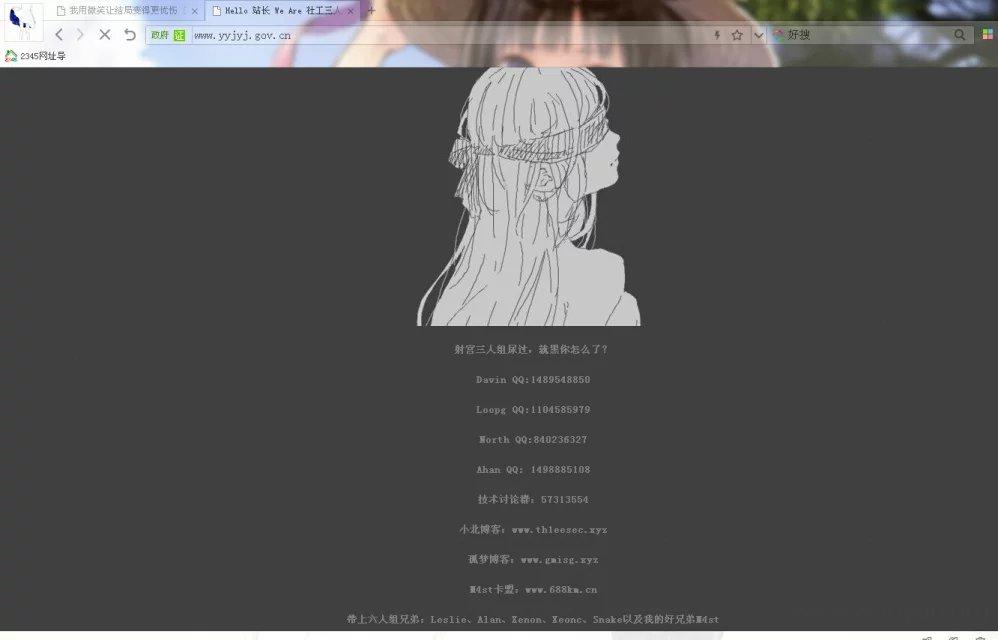 我用微笑让结局变得更忧伤
Hello 站长 We Are 社工三人
政府 证 www.yyjyj.gov.cn
好搜
2345网址导
射宫三人组尿过，就黑你怎么了？
Davin QQ:1489548850
Loopg QQ:1104585979
North QQ:840236327
Ahan QQ: 1498885108
技术讨论群：57313554
小北博客：www.th1eesec.xyz
孤梦博客：www.gmisg.xyz
M4st卡盟：www.688km.cn
带上六人组兄弟：Leslie、Alan、Xenon、Xeonc、Snake以及我的好兄弟M4st